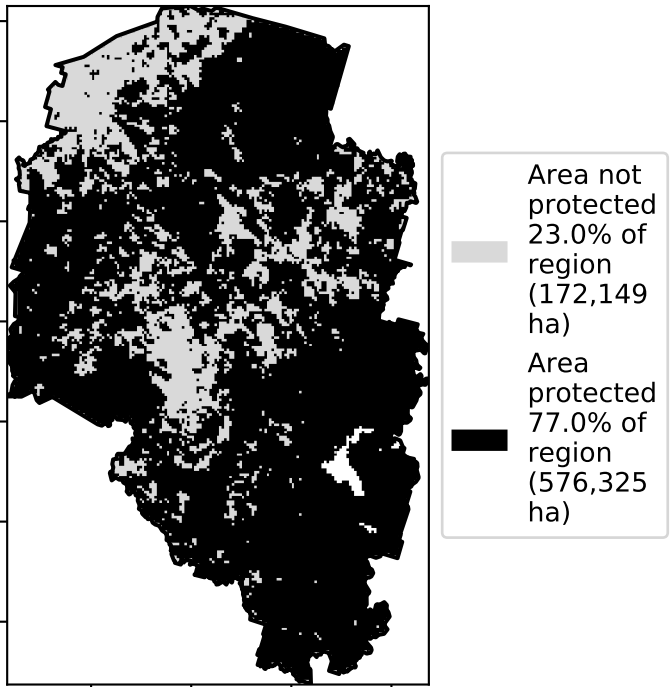 Area not
protected
23.0% of
region
(172,149
ha)
Area
protected
77.0% of
region
(576,325
ha)